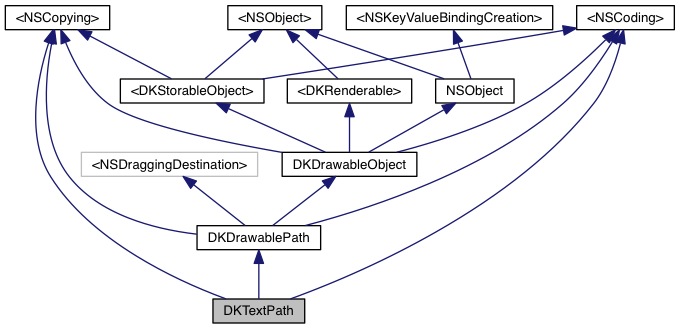 <NSCopying>
<NSObject>
<NSKeyValueBindingCreation>
<NSCoding>
<DKStorableObject>
<DKRenderable>
NSObject
<NSDraggingDestination>
DKDrawableObject
DKDrawablePath
DKTextPath